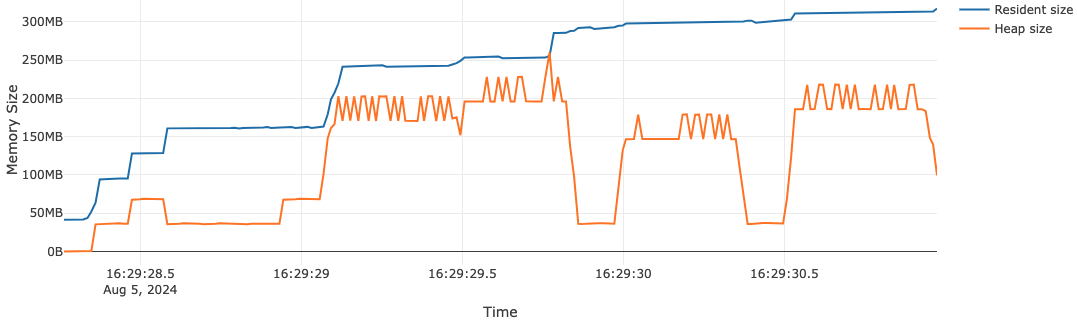 300MB
250MB
200MB
150MB
100MB
50MB
0B
Memory Size
16:29:28.5
Aug 5, 2024
16:29:29
16:29:29.5
16:29:30
16:29:30.5
Time
Resident size
Heap size